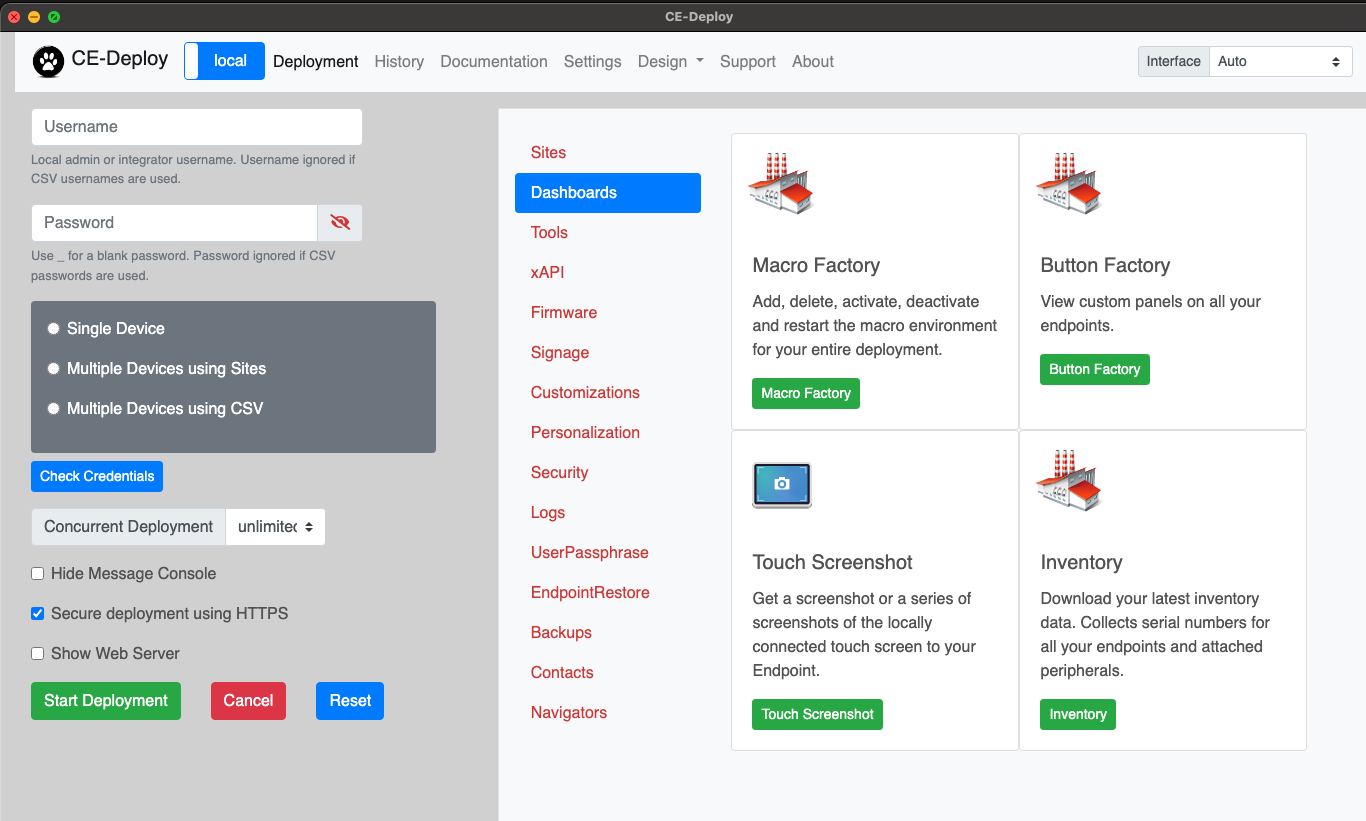 CE-Deploy
CE-Deploy
local
Deployment
History
Documentation
Settings
Design
Support
About
Interface
Auto
Username
Local admin or integrator username. Username ignored if
CSV usernames are used.
Password
Use _ for a blank password. Password ignored if CSV
passwords are used.
Single Device
Multiple Devices using Sites
Multiple Devices using CSV
Check Credentials
Concurrent Deployment
unlimited
Hide Message Console
Secure deployment using HTTPS
Show Web Server
Start Deployment
Cancel
Reset
Sites
Dashboards
Tools
xAPI
Firmware
Signage
Customizations
Personalization
Security
Logs
UserPassphrase
EndpointRestore
Backups
Contacts
Navigators
Macro Factory
Add, delete, activate, deactivate
and restart the macro environment
for your entire deployment.
Macro Factory
Button Factory
View custom panels on all your
endpoints.
Button Factory
Touch Screenshot
Get a screenshot or a series of
screenshots of the locally
connected touch screen to your
Endpoint.
Touch Screenshot
Inventory
Download your latest inventory
data. Collects serial numbers for
all your endpoints and attached
peripherals.
Inventory